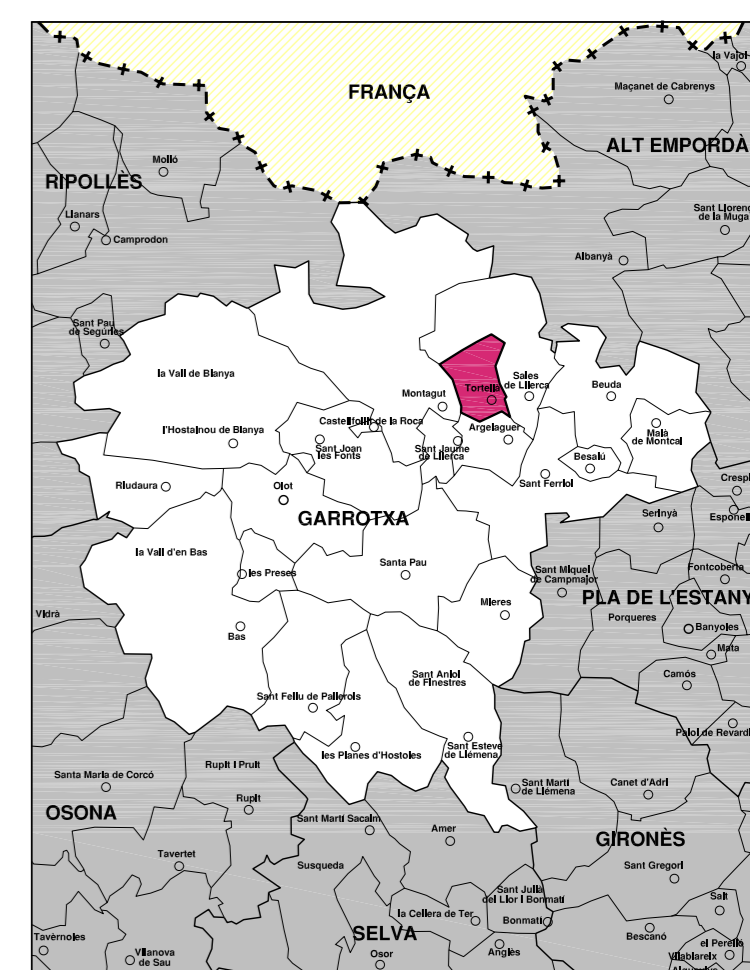 la Vajol
Maçanet de Cabrenys
FRANÇA
ALT EMPORDÀ
Molló
RIPOLLÈS
Llanars
Camprodon
Sant Llorenç
de la Muga
Albanyà
Sant Pau
de Segúries
la Vall de Bianya
Montagut
Tortellà
Sales
de Llierca
Beuda
l'Hostalnou de Bianya
Castellfollit de la Roca
Sant Joan
les Fonts
Sant Jaume
de Llierca
Argelaguer
Maià
de Montcal
Besalú
Sant Ferriol
Riudaura
Olot
GARROTXA
Crespi
Serinyà
Esponellà
la Vall d'en Bas
les Preses
Santa Pau
Sant Miquel
de Campmajor
Fontcoberta
PLA DE L'ESTANY
Mieres
Porqueres
Banyoles
Vidrà
Bas
Mata
Camós
Sant Aniol
de Finestres
Sant Feliu de Pallerols
Palol de Revardi
les Planes d'Hostoles
Sant Esteve
de Llémena
Santa Maria de Corcó
Rupit i Pruit
Rupit
Sant Martí
de Llémena
Canet d'Adri
OSONA
Sant Martí Sacalm
Amer
GIRONÈS
Tavertet
Susqueda
Sant Gregori
Sant Julià
del Llor i Bonmatí
Salt
la Cellera de Ter
Bonmatí
SELVA
Tavèrnoles
Vilanova
de Sau
Osor
Anglès
Bescanó
el Perelló
Vilablareix